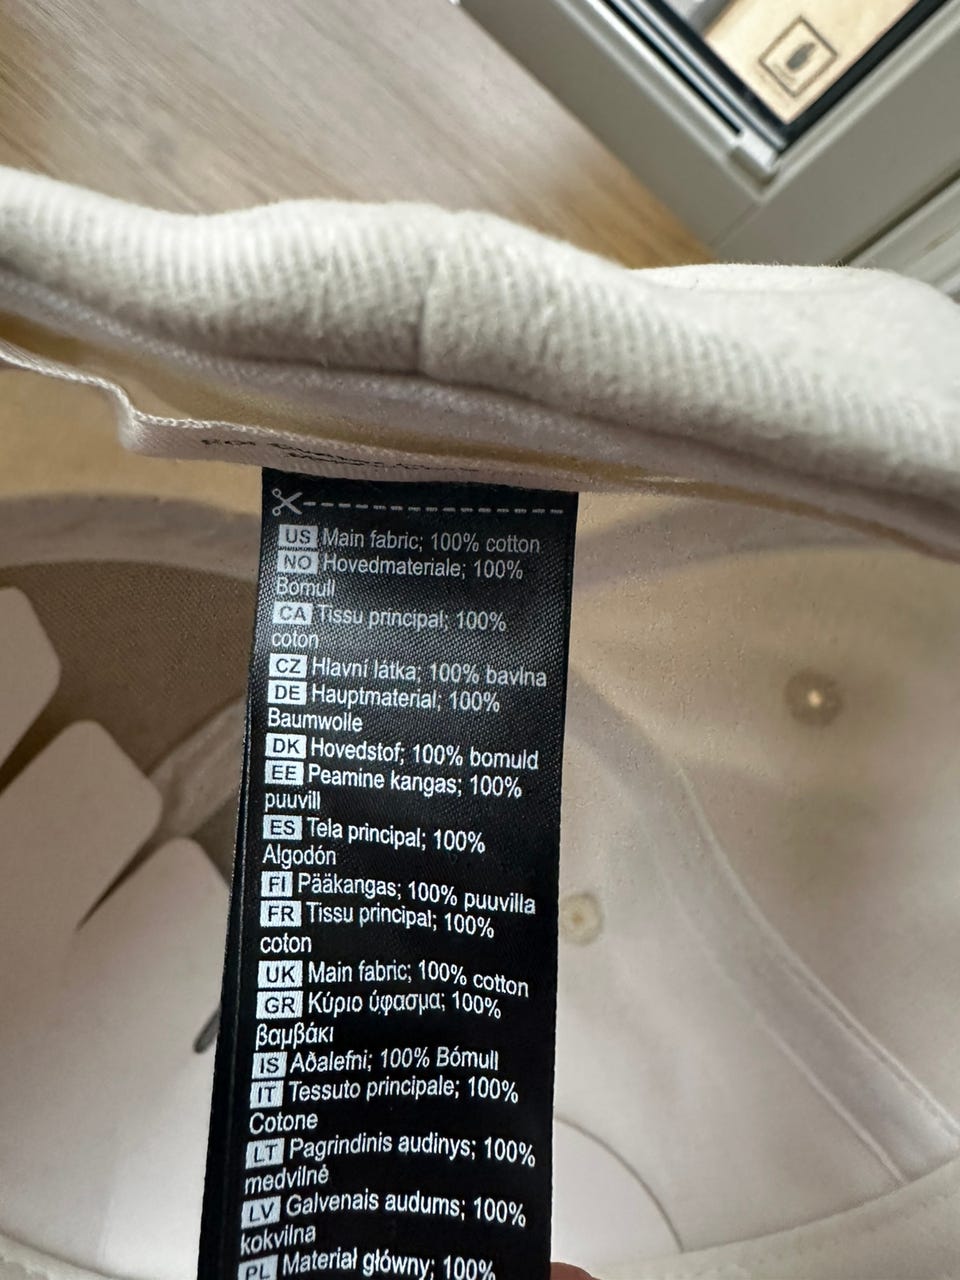 US Main fabric; 100% cotton
NO Hovedmateriale; 100%
Bomull
CA Tissu principal; 100%
coton
CZ Hlavní látka; 100% bavlna
DE Hauptmaterial; 100%
Baumwolle
DK Hovedstof; 100% bomuld
EE Peamine kangas; 100%
puuvill
ES Tela principal; 100%
Algodón
FI Pääkangas; 100% puuvilla
FR Tissu principal; 100%
coton
UK Main fabric; 100% cotton
GR Κύριο ύφασμα; 100%
βαμβάκι
IS Aðalefni; 100% Bómull
IT Tessuto principale; 100%
Cotone
LT Pagrindinis audinys; 100%
medvilnė
LV Galvenais audums; 100%
kokvilna
PL Materiał główny; 100%